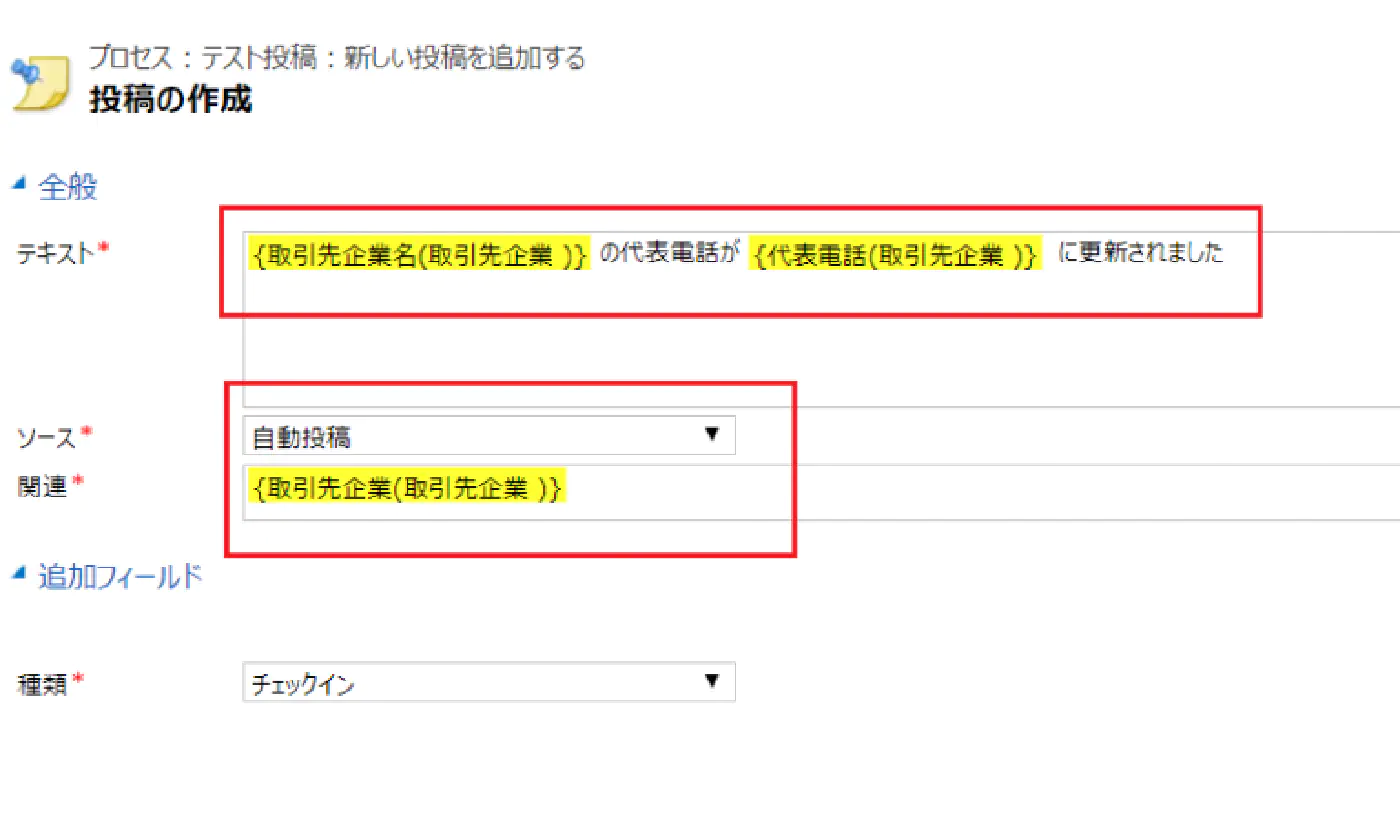 プロセス：テスト投稿：新しい投稿を追加する
投稿の作成
全般
テキスト* {取引先企業名(取引先企業 )} の代表電話が {代表電話(取引先企業 )} に更新されました
ソース* 自動投稿 ▼
関連* {取引先企業(取引先企業 )}
追加フィールド
種類* チェックイン ▼